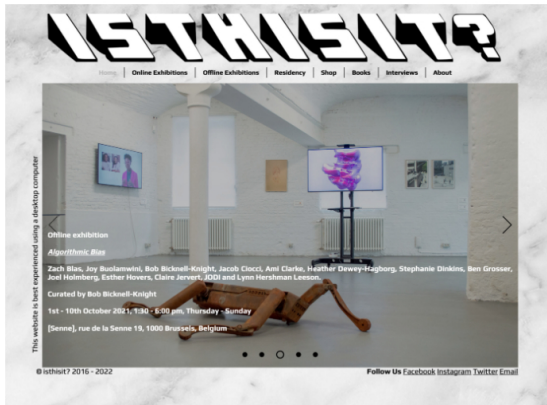 ISTHISIT?
Home Online Exhibitions Offline Exhibitions Residency Shop Books Interviews About
This website is best experienced using a desktop computer
Offline exhibition
Algorithmic Bias
Zach Blas, Joy Buolamwini, Bob Bicknell-Knight, Jacob Ciocci, Ami Clarke, Heather Dewey-Hagborg, Stephanie Dinkins, Ben Grosser,
Joel Holmberg, Esther Hovers, Claire Jervert, JODI and Lynn Hershman Leeson.
Curated by Bob Bicknell-Knight
1st - 10th October 2021, 1:30 - 6:00 pm, Thursday - Sunday
[Senne], rue de la Senne 19, 1000 Brussels, Belgium
© isthisit? 2016 - 2022
Follow Us Facebook Instagram Twitter Email